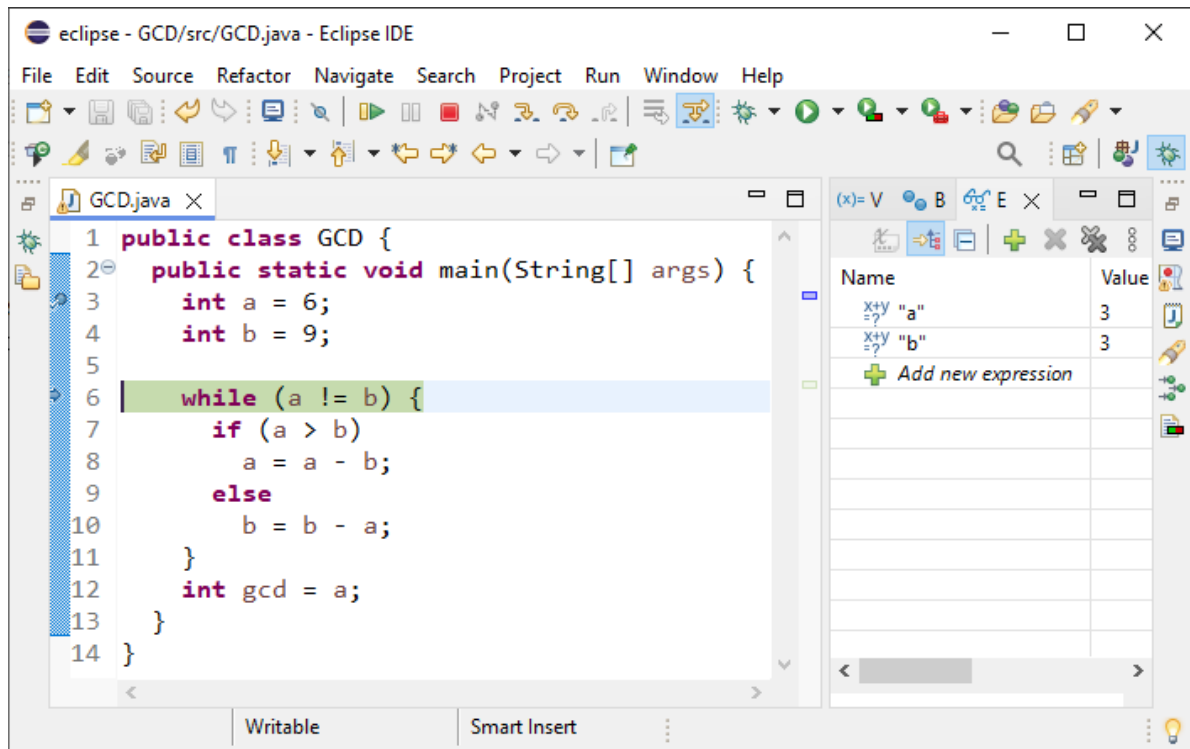 eclipse - GCD/src/GCD.java - Eclipse IDE
File Edit Source Refactor Navigate Search Project Run Window Help
GCD.java
(x)= V B E
1 public class GCD {
2 public static void main(String[] args) {
3 int a = 6;
4 int b = 9;
5
6 while (a != b) {
7 if (a > b)
8 a = a - b;
9 else
10 b = b - a;
11 }
12 int gcd = a;
13 }
14 }
Name Value
x+y=? "a" 3
x+y=? "b" 3
Add new expression
Writable Smart Insert